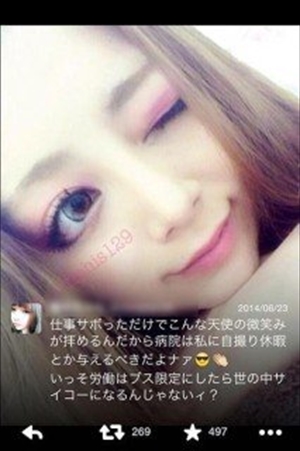 2014/06/23
仕事サボっただけでこんな天使の微笑み
が拝めるんだから病院は私に自撮り休暇
とか与えるべきだよナァ😎👏
いっそ労働はブス限定にしたら世の中サ
イコーになるんじゃないィ?
269
497